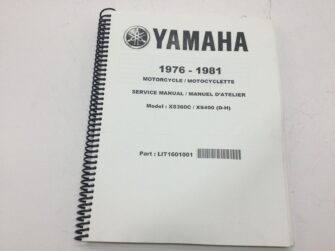 YAMAHA
1976 - 1981
MOTORCYCLE / MOTOCYCLETTE
SERVICE MANUAL / MANUEL D'ATELIER
Model : XS360C / XS400 (D-H)
Part : LIT1601001